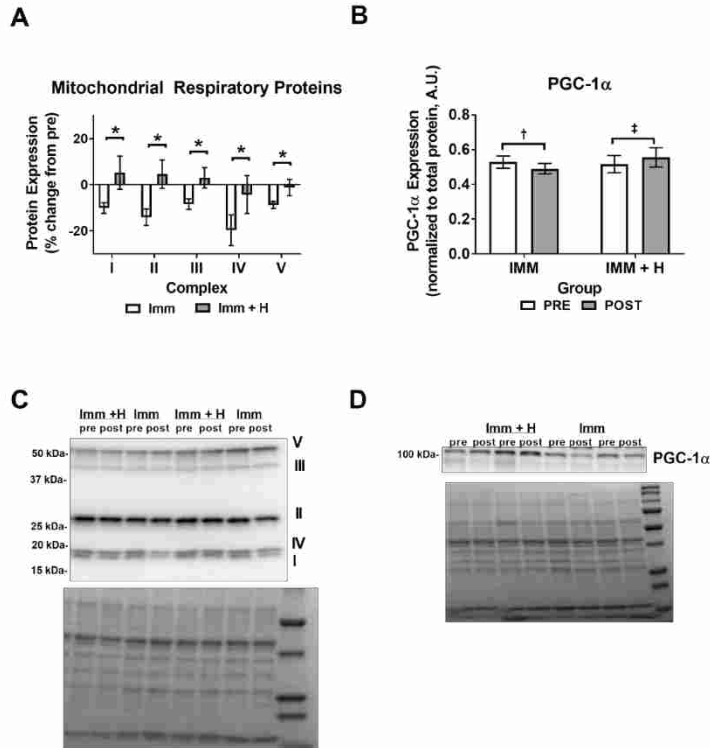 A
Mitochondrial Respiratory Proteins
Protein Expression
(% change from pre)
20
0
-20
* * * * *
I II III IV V
Complex
Imm Imm + H
B
PGC-1α
PGC-1α Expression
(normalized to total protein, A.U.)
0.8
0.6
0.4
0.2
0.0
† ‡
IMM IMM + H
Group
PRE POST
C
Imm +H Imm Imm + H Imm
pre post pre post pre post pre post
50 kDa-
37 kDa-
25 kDa-
20 kDa-
15 kDa-
V
III
II
IV
I
D
Imm + H Imm
pre post pre post pre post pre post
100 kDa-
PGC-1α